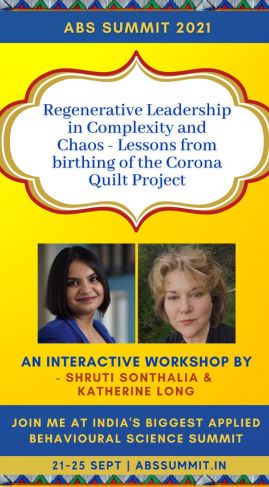 ABS SUMMIT 2021
Regenerative Leadership
in Complexity and
Chaos - Lessons from
birthing of the Corona
Quilt Project
AN INTERACTIVE WORKSHOP BY
- SHRUTI SONTHALIA &
KATHERINE LONG
JOIN ME AT INDIA'S BIGGEST APPLIED
BEHAVIOURAL SCIENCE SUMMIT
21-25 SEPT | ABSSUMMIT.IN